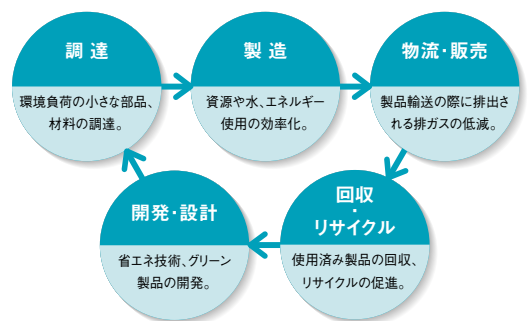 調達
環境負荷の小さな部品、
材料の調達。
製造
資源や水、エネルギー
使用の効率化。
物流・販売
製品輸送の際に排出さ
れる排ガスの低減。
回収
・
リサイクル
使用済み製品の回収、
リサイクルの促進。
開発・設計
省エネ技術、グリーン
製品の開発。